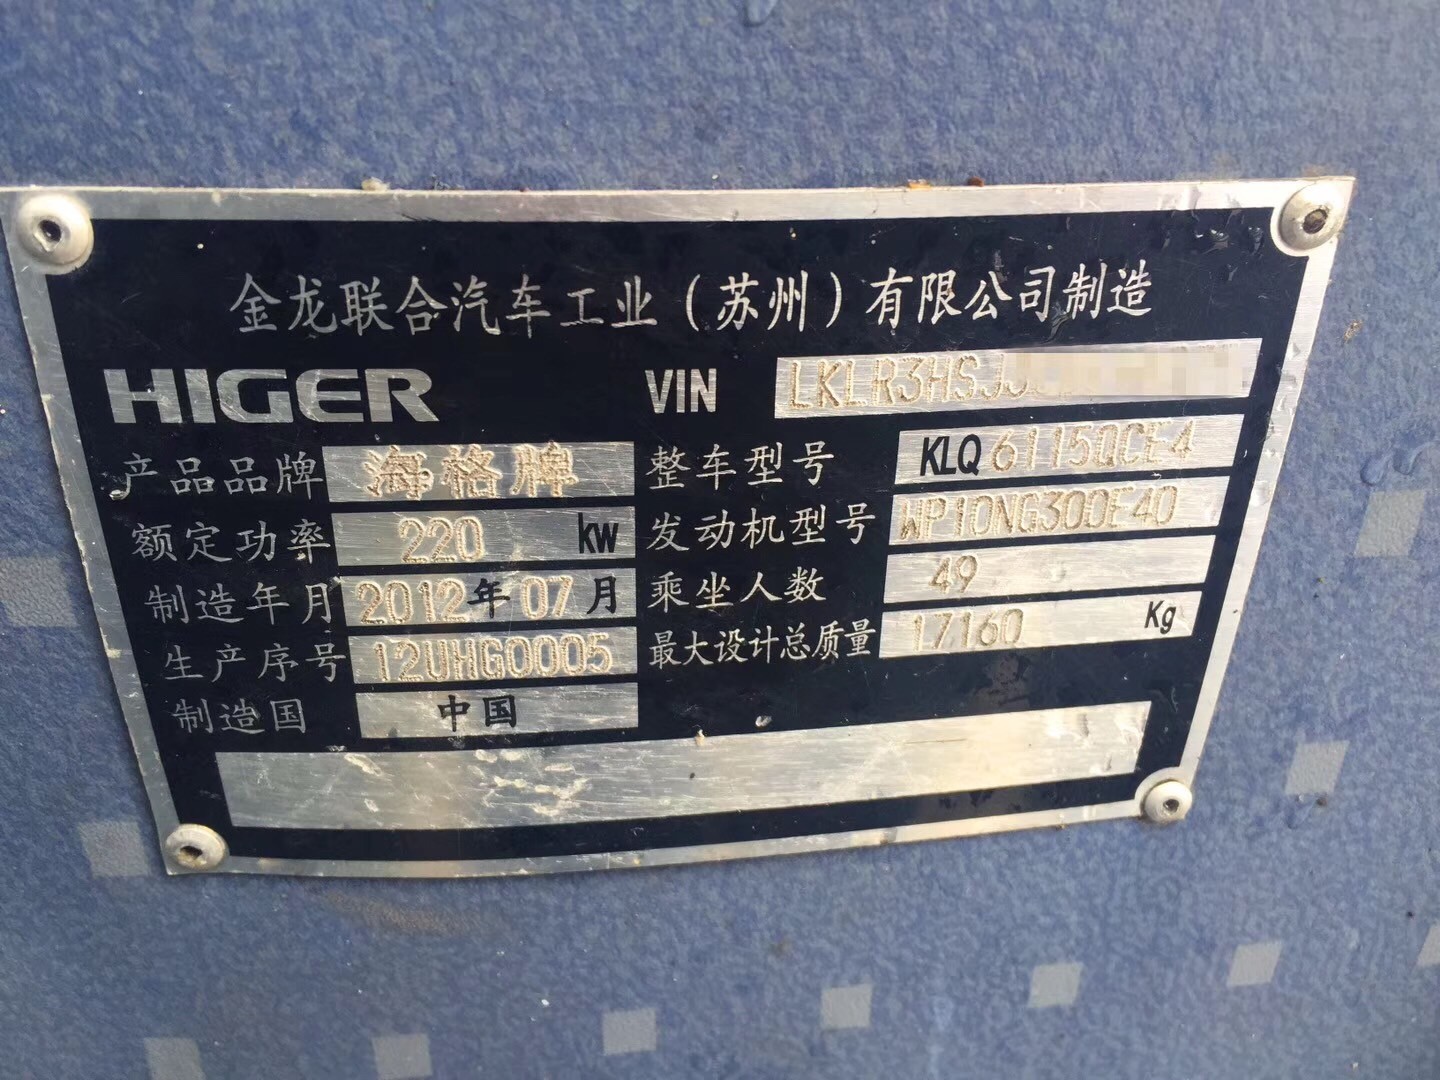 金龙联合汽车工业（苏州）有限公司制造
HIGER VIN LKLR3HSJ
产品品牌 海格牌 整车型号 KLQ 6115QCE4
额定功率 220 kw 发动机型号 WP10NG300E40
制造年月 2012年07月 乘坐人数 49
生产序号 12UHG0005 最大设计总质量 17160 Kg
制造国 中国